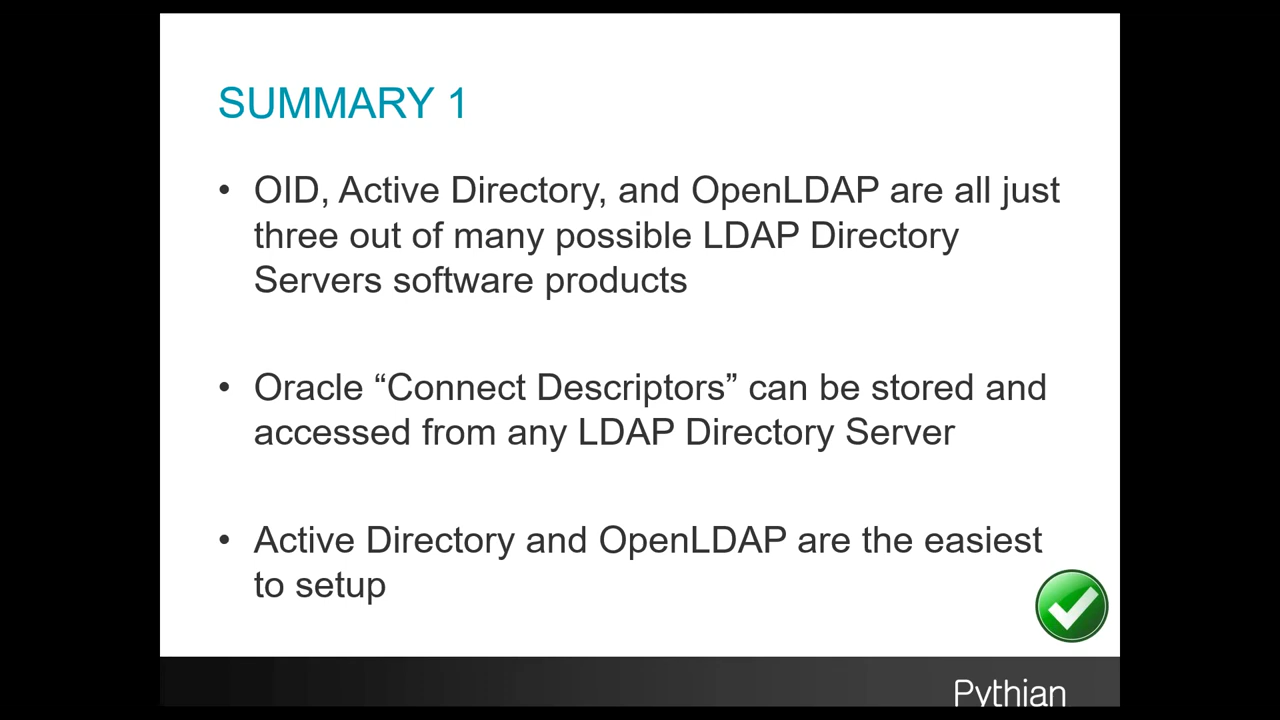 SUMMARY 1
• OID, Active Directory, and OpenLDAP are all just
three out of many possible LDAP Directory
Servers software products
• Oracle “Connect Descriptors” can be stored and
accessed from any LDAP Directory Server
• Active Directory and OpenLDAP are the easiest
to setup
Pythian